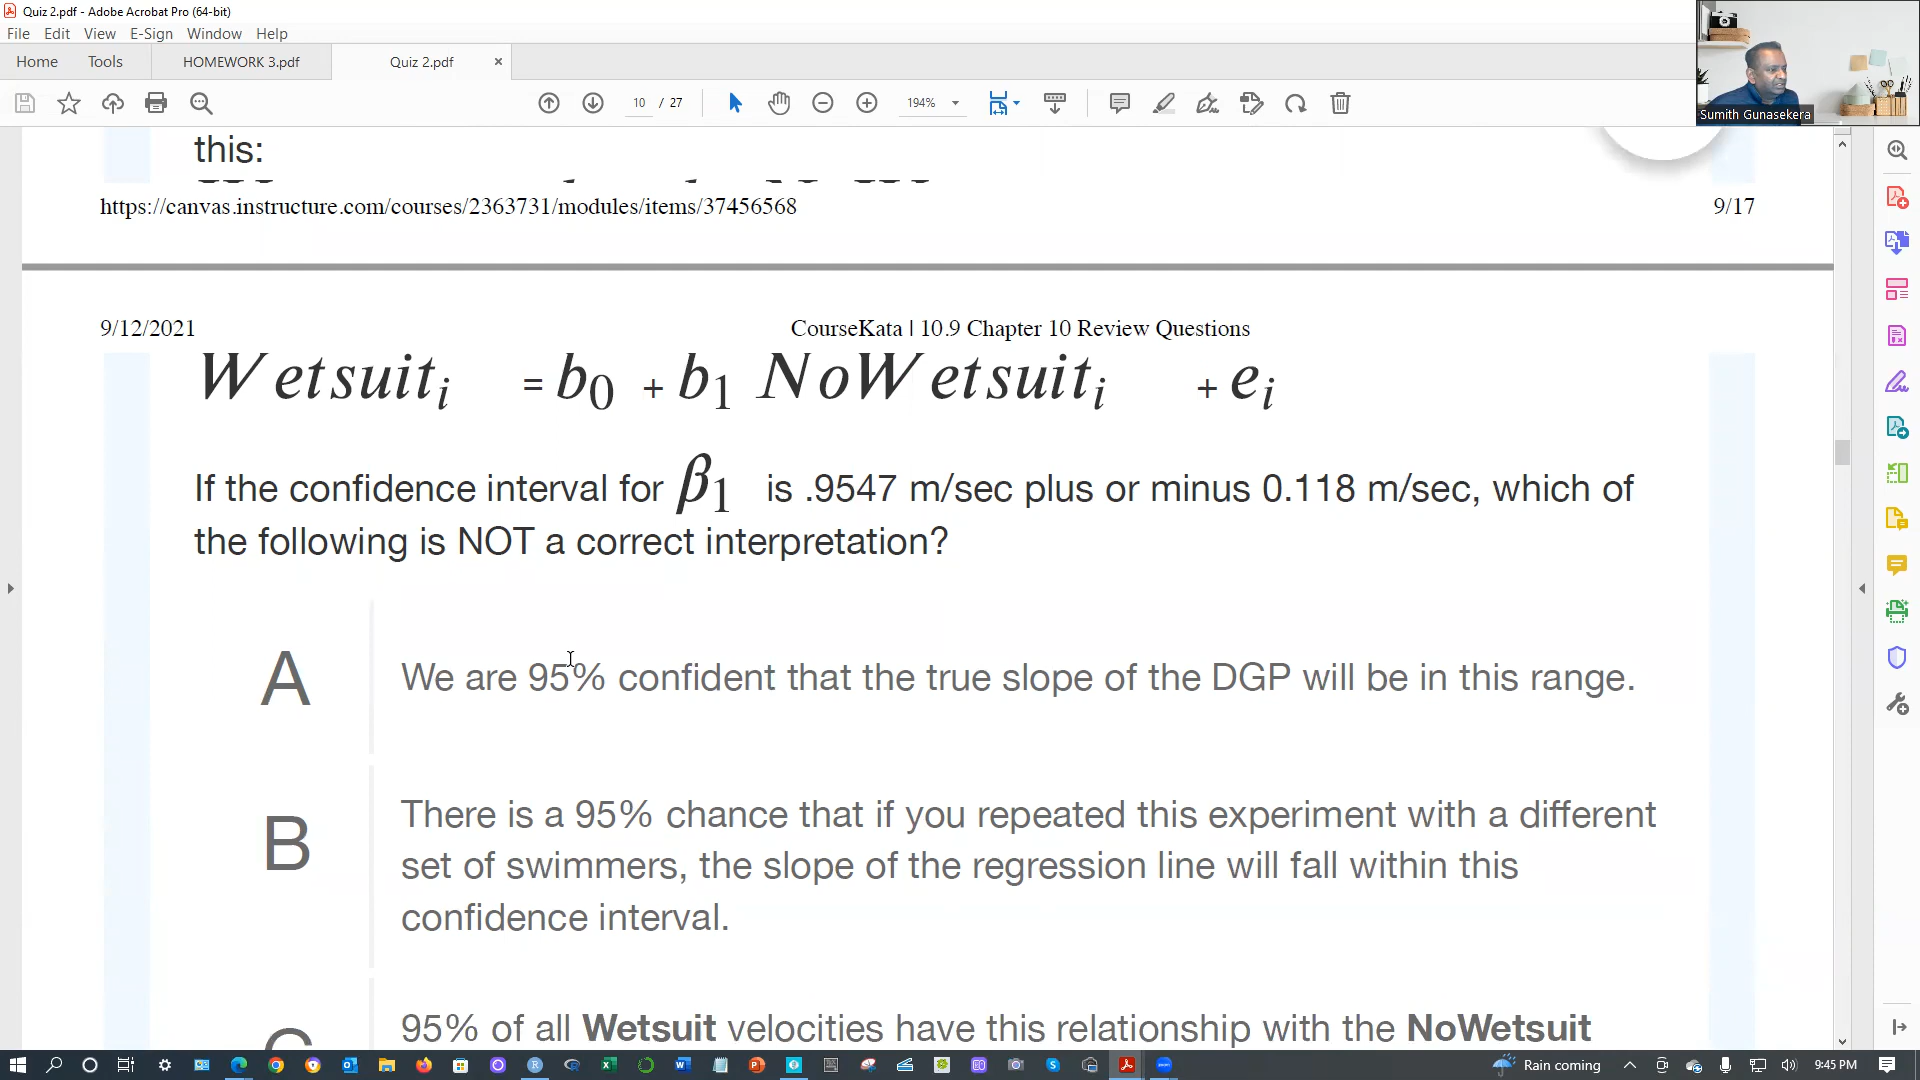 Quiz 2.pdf - Adobe Acrobat Pro (64-bit)
File Edit View E-Sign Window Help
Home Tools HOMEWORK 3.pdf Quiz 2.pdf ×
10 / 27 194%
Sumith Gunasekera
this:
https://canvas.instructure.com/courses/2363731/modules/items/37456568 9/17
9/12/2021 CourseKata | 10.9 Chapter 10 Review Questions
Wetsuitᵢ = b₀ + b₁ NoWetsuitᵢ + eᵢ
If the confidence interval for β₁ is .9547 m/sec plus or minus 0.118 m/sec, which of
the following is NOT a correct interpretation?
A We are 95% confident that the true slope of the DGP will be in this range.
B There is a 95% chance that if you repeated this experiment with a different
set of swimmers, the slope of the regression line will fall within this
confidence interval.
C 95% of all Wetsuit velocities have this relationship with the NoWetsuit
Rain coming 9:45 PM